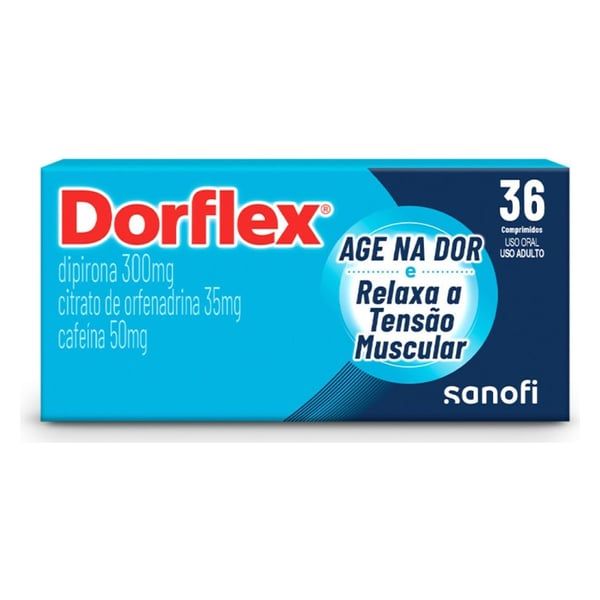 Dorflex®
dipirona 300mg
citrato de orfenadrina 35mg
cafeína 50mg
AGE NA DOR
e
Relaxa a
Tensão
Muscular
36
Comprimidos
USO ORAL
USO ADULTO
sanofi